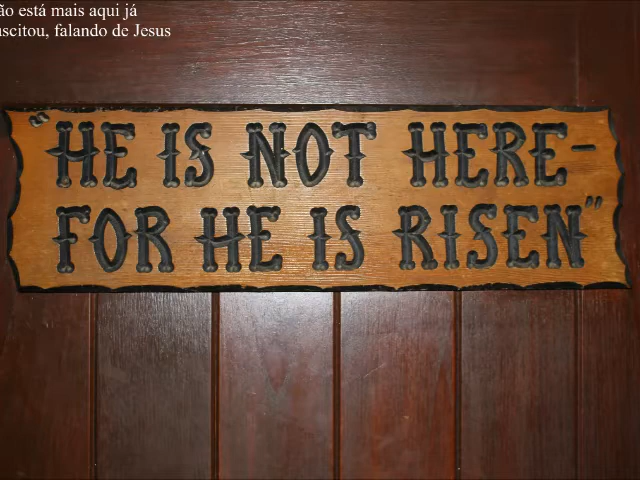 está mais aqui já
falando de Jesus
"HE IS NOT HERE-
FOR HE IS RISEN"